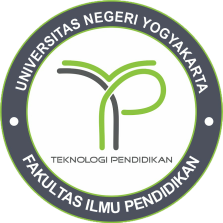 UNIVERSITAS NEGERI YOGYAKARTA
TEKNOLOGI PENDIDIKAN
FAKULTAS ILMU PENDIDIKAN